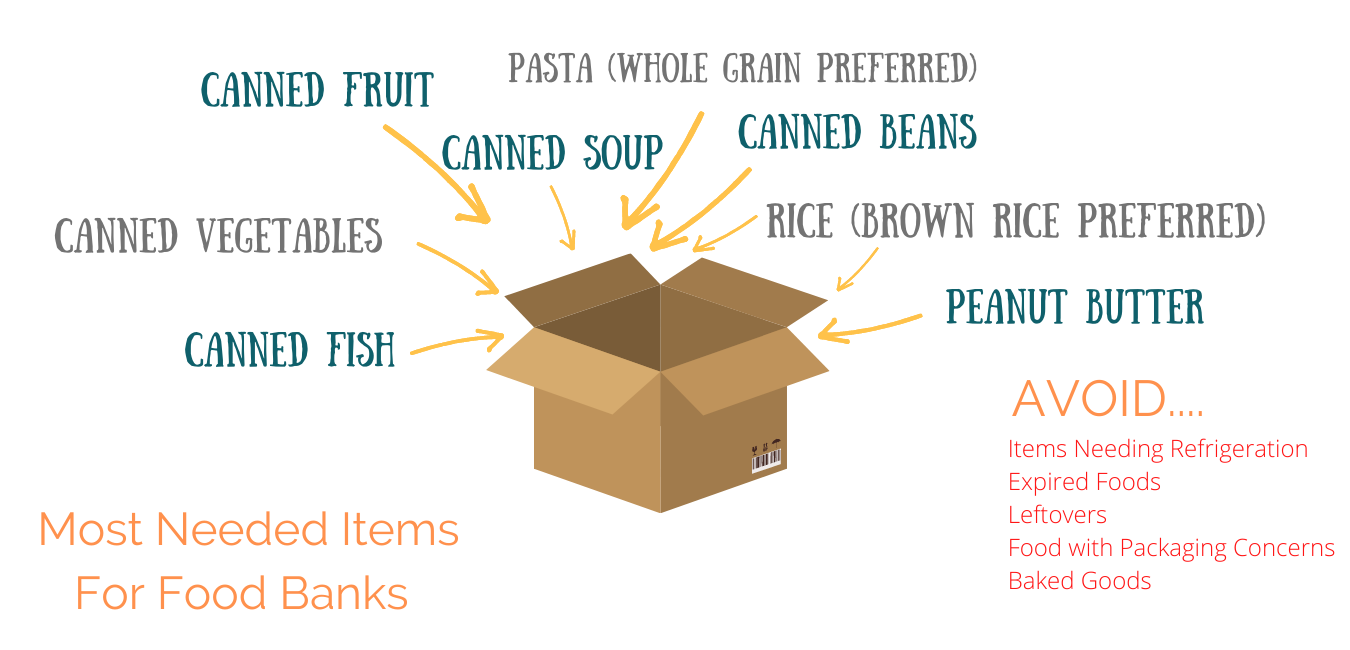 PASTA (WHOLE GRAIN PREFERRED)
CANNED FRUIT
CANNED SOUP
CANNED BEANS
CANNED VEGETABLES
RICE (BROWN RICE PREFERRED)
CANNED FISH
PEANUT BUTTER
AVOID....
Items Needing Refrigeration
Expired Foods
Leftovers
Food with Packaging Concerns
Baked Goods
Most Needed Items
For Food Banks